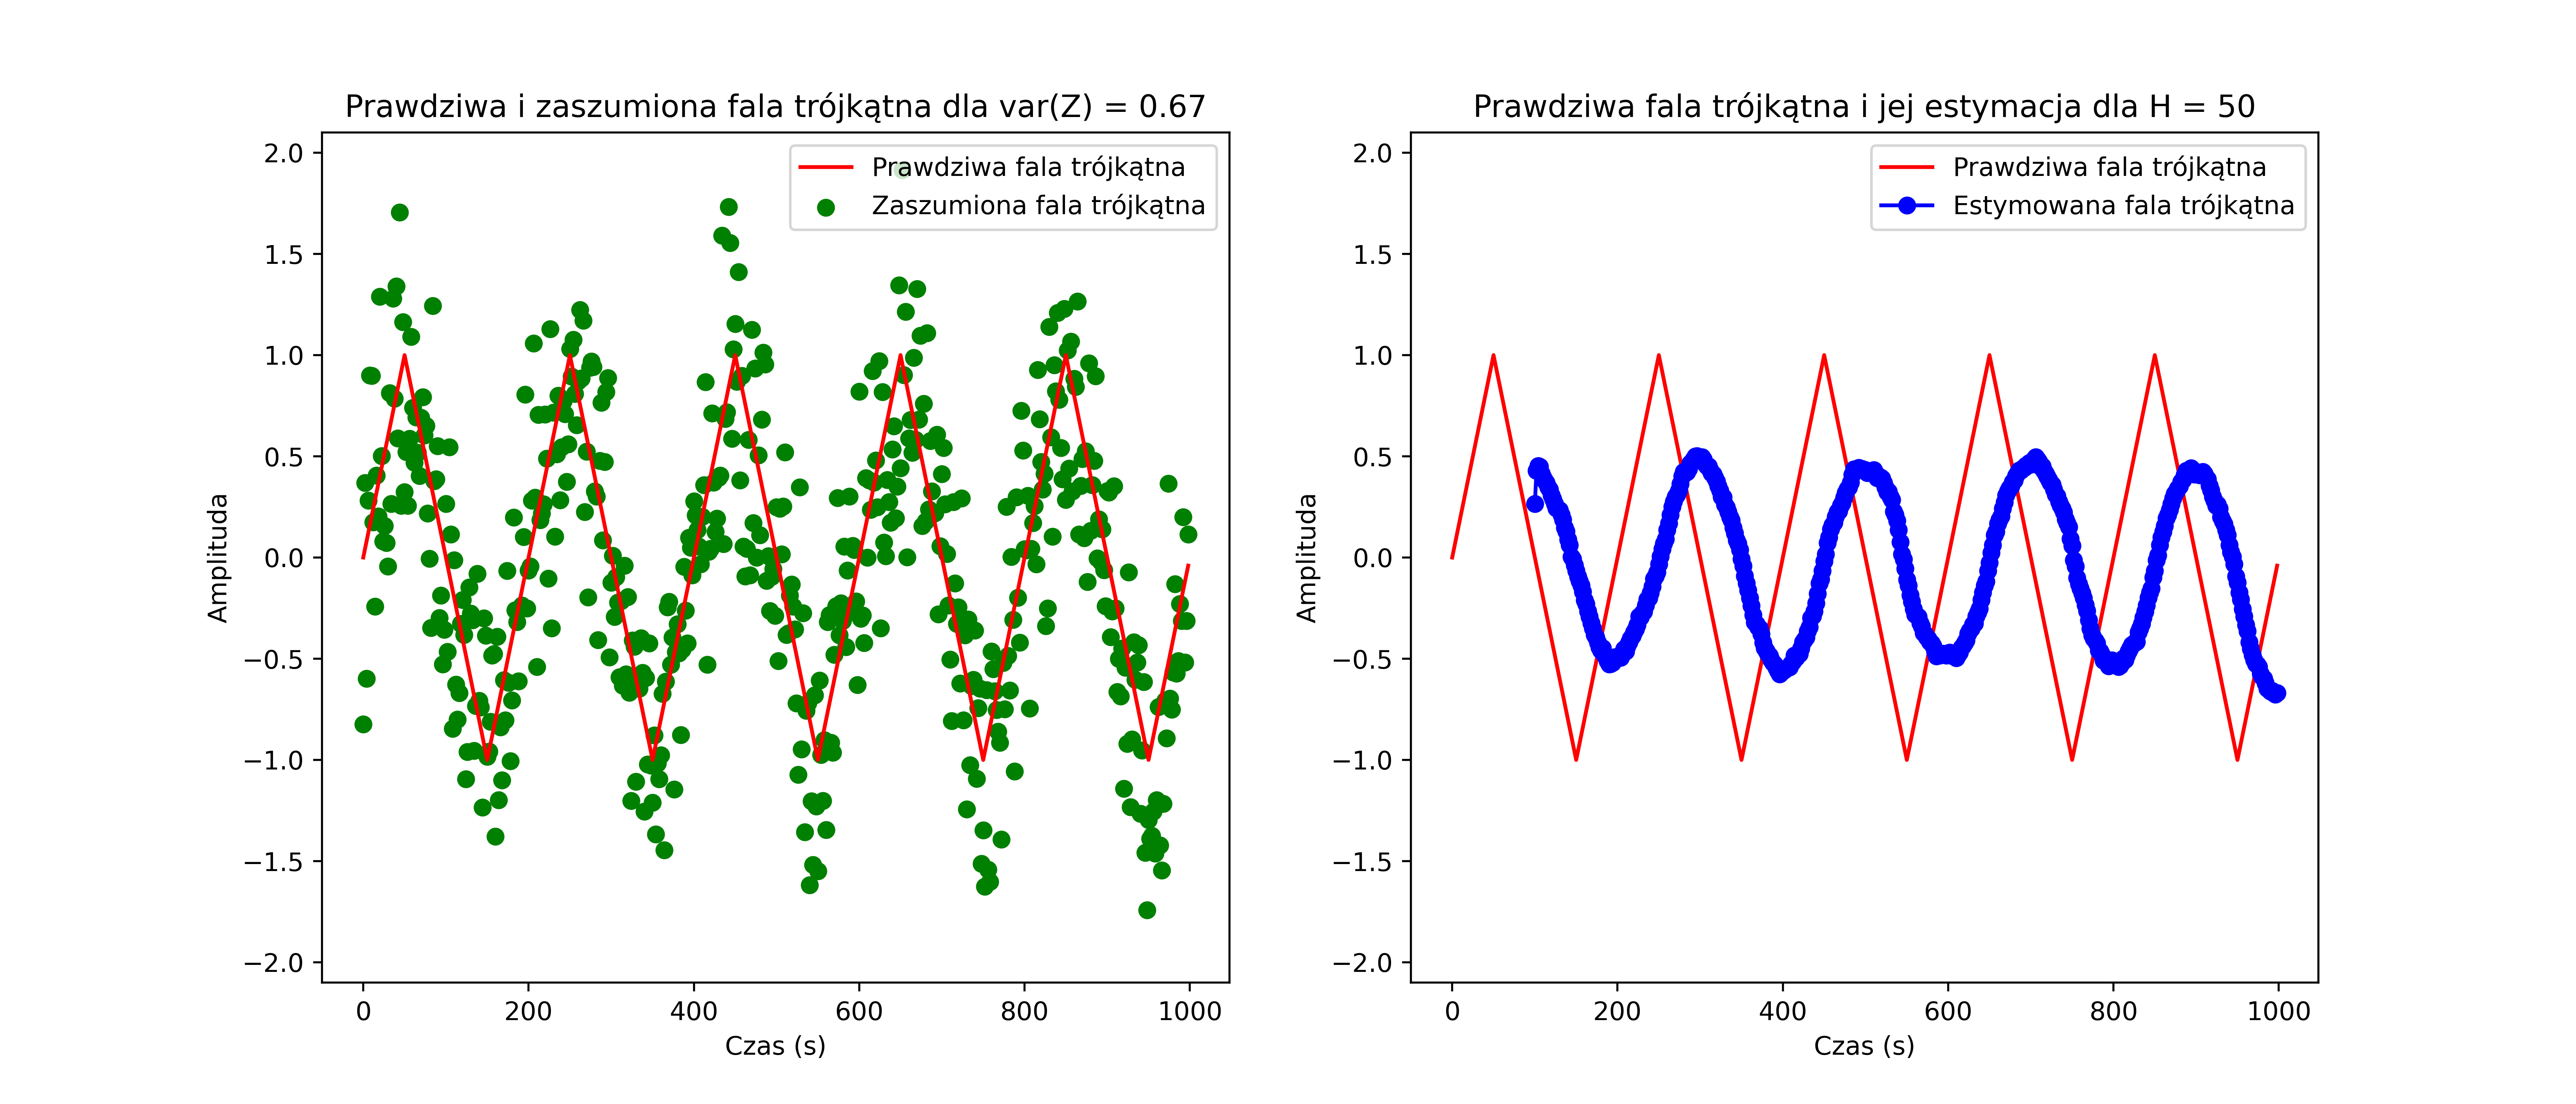 Prawdziwa i zaszumiona fala trójkątna dla var(Z) = 0.67
Prawdziwa fala trójkątna
Zaszumiona fala trójkątna
2.0
1.5
1.0
0.5
0.0
−0.5
−1.0
−1.5
−2.0
Amplituda
0 200 400 600 800 1000
Czas (s)
Prawdziwa fala trójkątna i jej estymacja dla H = 50
Prawdziwa fala trójkątna
Estymowana fala trójkątna
2.0
1.5
1.0
0.5
0.0
−0.5
−1.0
−1.5
−2.0
Amplituda
0 200 400 600 800 1000
Czas (s)